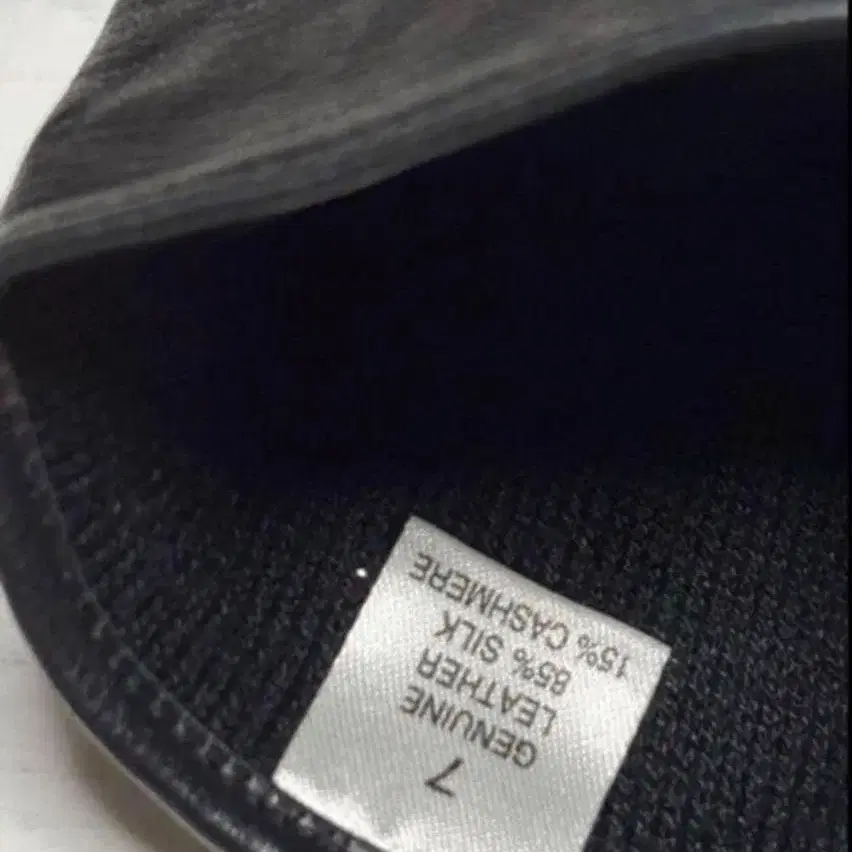 7
GENUINE
LEATHER
85% SILK
15% CASHMERE